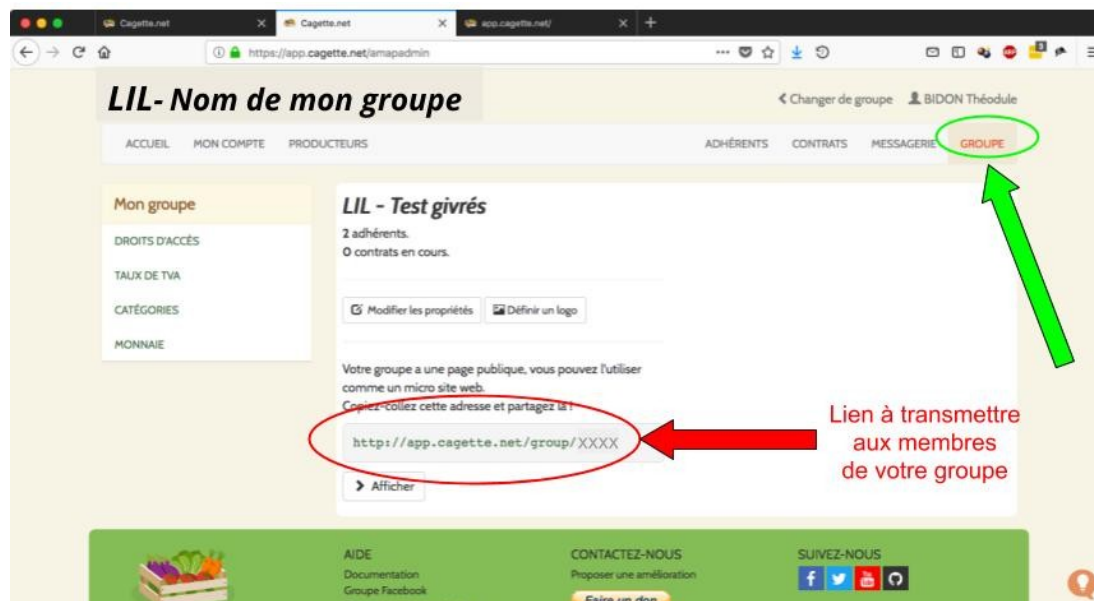 Cagette.net
Cagette.net
app.cagette.net/
https://app.cagette.net/amapadmin
3
LIL- Nom de mon groupe
Changer de groupe
BIDON Théodule
ACCUEIL
MON COMPTE
PRODUCTEURS
ADHÉRENTS
CONTRATS
MESSAGERIE
GROUPE
Mon groupe
DROITS D'ACCÈS
TAUX DE TVA
CATÉGORIES
MONNAIE
LIL - Test givrés
2 adhérents.
0 contrats en cours.
Modifier les propriétés
Définir un logo
Votre groupe a une page publique, vous pouvez l'utiliser
comme un micro site web.
Copiez-collez cette adresse et partagez la !
http://app.cagette.net/group/XXXX
Afficher
Lien à transmettre
aux membres
de votre groupe
AIDE
Documentation
Groupe Facebook
CONTACTEZ-NOUS
Proposer une amélioration
Faire un don
SUIVEZ-NOUS